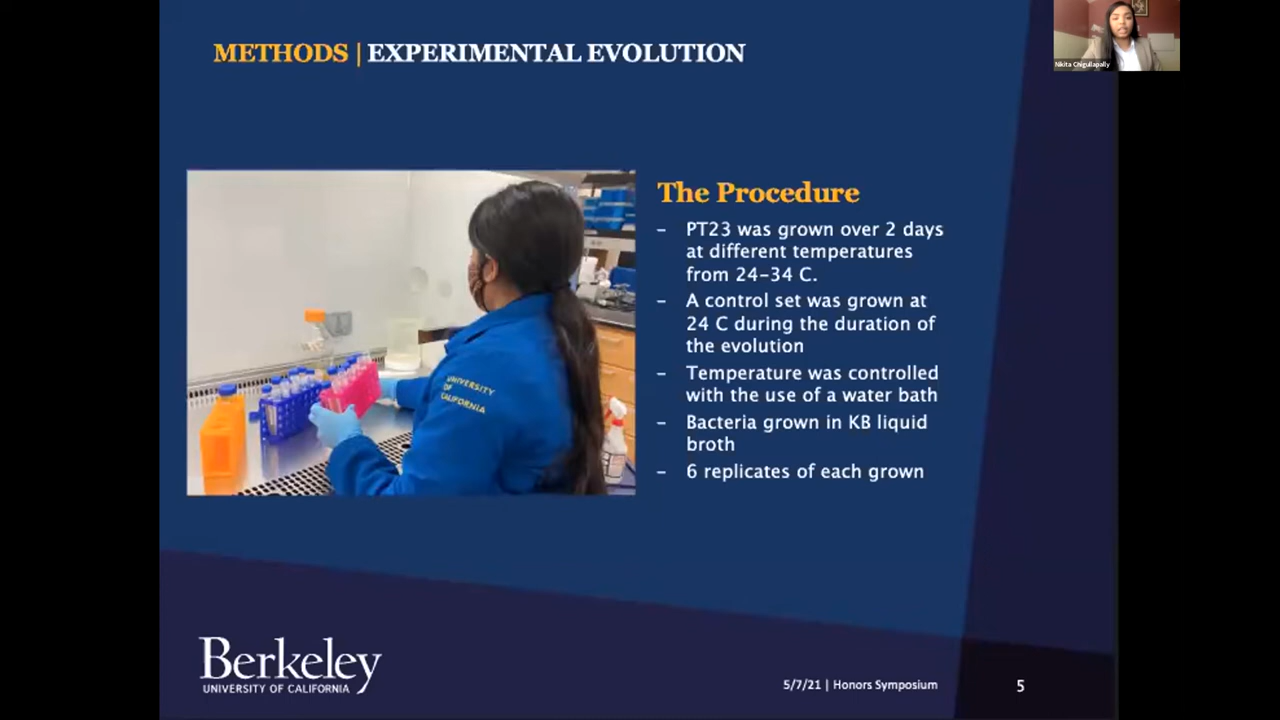 METHODS | EXPERIMENTAL EVOLUTION
Nikita Chigullapally
UNIVERSITY
OF
CALIFORNIA
The Procedure
– PT23 was grown over 2 days
at different temperatures
from 24–34 C.
– A control set was grown at
24 C during the duration of
the evolution
– Temperature was controlled
with the use of a water bath
– Bacteria grown in KB liquid
broth
– 6 replicates of each grown
Berkeley
UNIVERSITY OF CALIFORNIA
5/7/21 | Honors Symposium
5